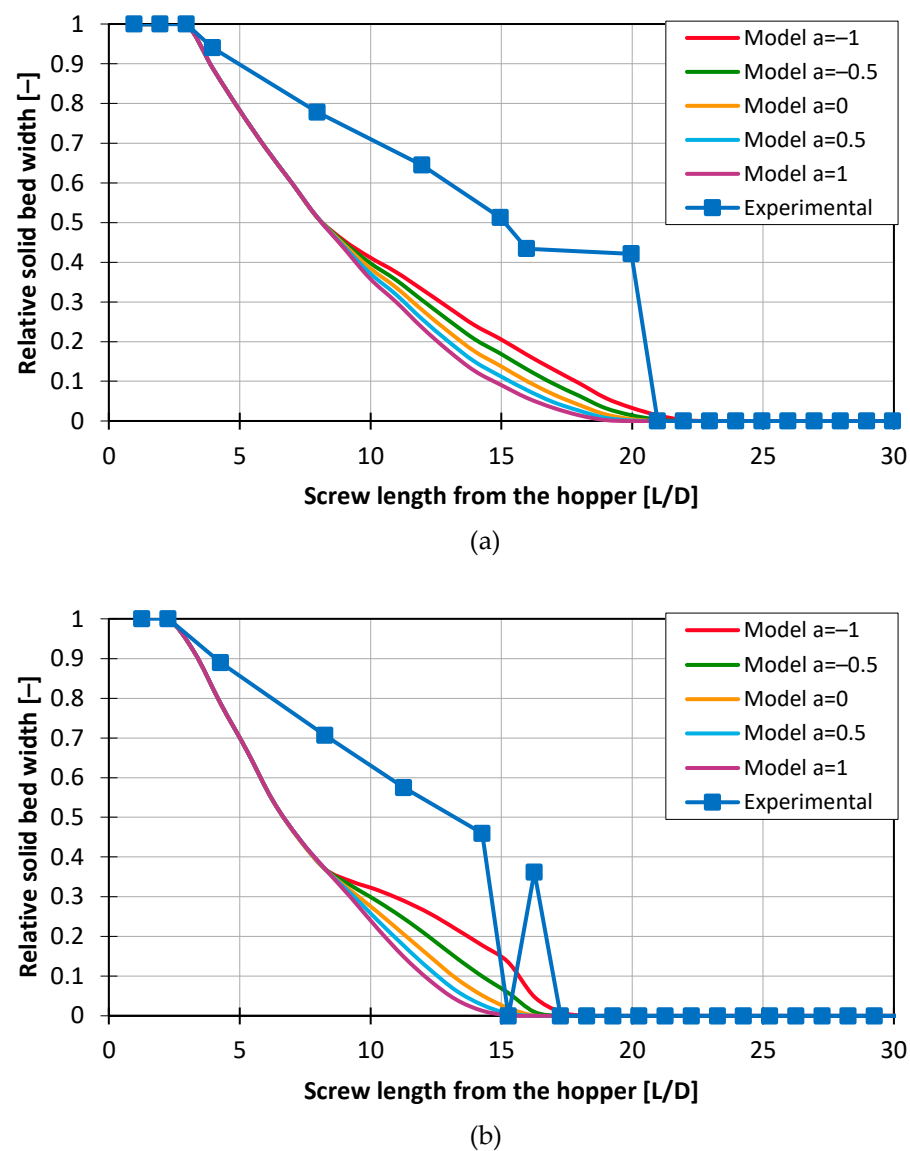 1
0.9
0.8
0.7
0.6
0.5
0.4
0.3
0.2
0.1
0
Relative solid bed width [–]
Model a=–1
Model a=–0.5
Model a=0
Model a=0.5
Model a=1
Experimental
0 5 10 15 20 25 30
Screw length from the hopper [L/D]
(a)
1
0.9
0.8
0.7
0.6
0.5
0.4
0.3
0.2
0.1
0
Relative solid bed width [–]
Model a=–1
Model a=–0.5
Model a=0
Model a=0.5
Model a=1
Experimental
0 5 10 15 20 25 30
Screw length from the hopper [L/D]
(b)